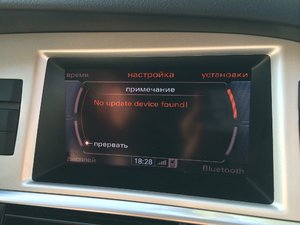 время настройка установки
примечание
No update device found!
прервать
дисплей 18:28 Bluetooth